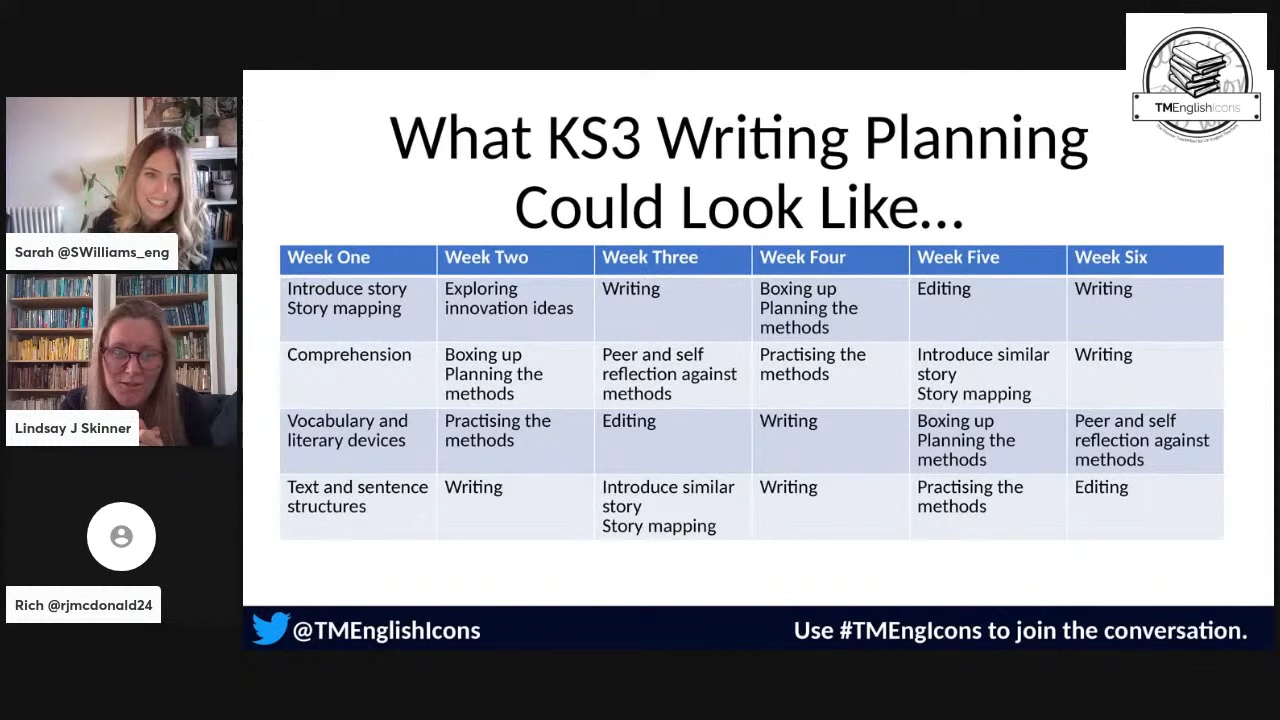 TMEnglishIcons
What KS3 Writing Planning
Could Look Like...
Week One
Week Two
Week Three
Week Four
Week Five
Week Six
Introduce story
Story mapping
Exploring
innovation ideas
Writing
Boxing up
Planning the
methods
Editing
Writing
Comprehension
Boxing up
Planning the
methods
Peer and self
reflection against
methods
Practising the
methods
Introduce similar
story
Story mapping
Writing
Vocabulary and
literary devices
Practising the
methods
Editing
Writing
Boxing up
Planning the
methods
Peer and self
reflection against
methods
Text and sentence
structures
Writing
Introduce similar
story
Story mapping
Writing
Practising the
methods
Editing
@TMEnglishIcons
Use #TMEngIcons to join the conversation.
Sarah @SWilliams_eng
Lindsay J Skinner
Rich @rjmcdonald24